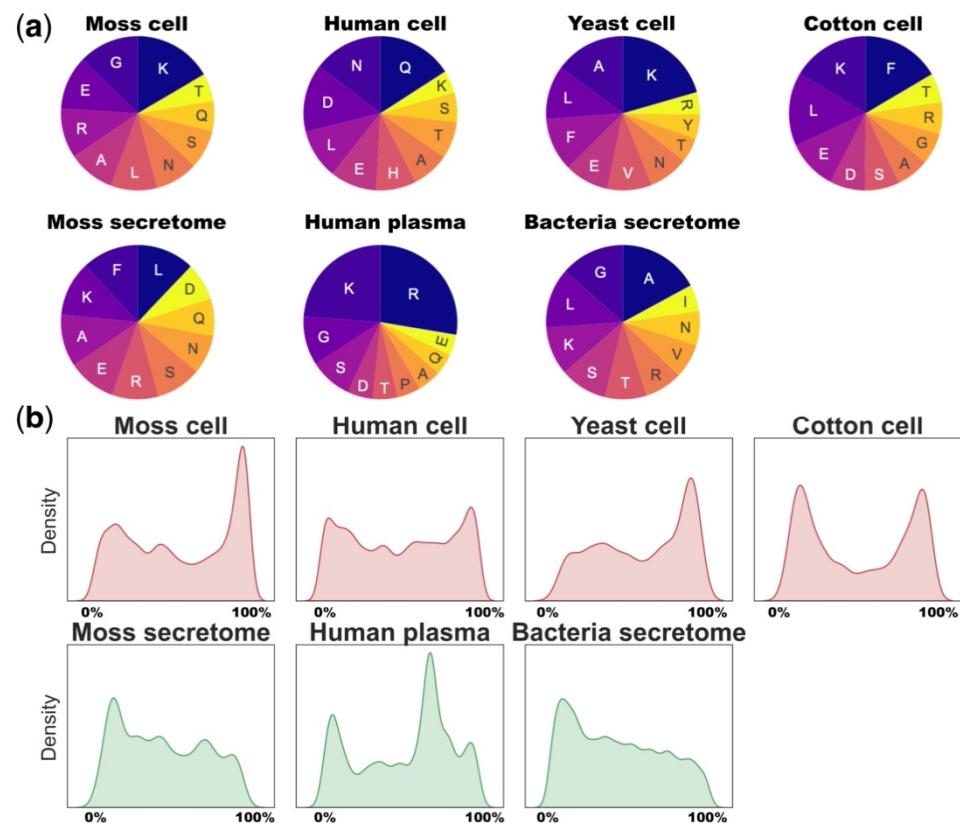 (a)
Moss cell Human cell Yeast cell Cotton cell
G K T Q S N L A R E
N Q K S T A H E L D
A K R Y T N V E F L
K F T R G A S D E L
Moss secretome Human plasma Bacteria secretome
F L D Q N S R E A K
K R E Q A P T D S G
G A I N V R T S K L
(b)
Moss cell Human cell Yeast cell Cotton cell
Density
0% 100% 0% 100% 0% 100% 0% 100%
Moss secretome Human plasma Bacteria secretome
Density
0% 100% 0% 100% 0% 100%